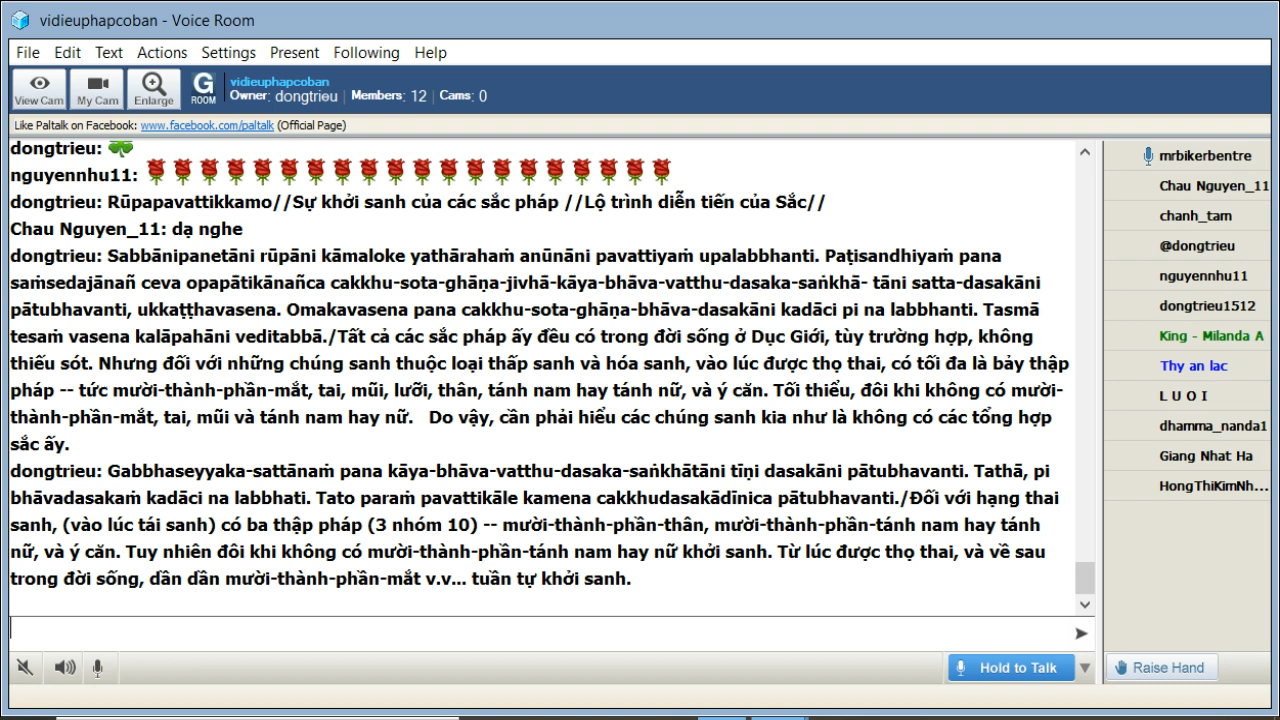 vidieuphapcoban - Voice Room
File Edit Text Actions Settings Present Following Help
View Cam My Cam Enlarge G ROOM
vidieuphapcoban
Owner: dongtrieu | Members: 12 | Cams: 0
Like Paltalk on Facebook: www.facebook.com/paltalk (Official Page)
dongtrieu:
nguyennhu11:
dongtrieu: Rūpapavattikkamo//Sự khởi sanh của các sắc pháp //Lộ trình diễn tiến của Sắc//
Chau Nguyen_11: dạ nghe
dongtrieu: Sabbānipanetāni rūpāni kāmaloke yathārahaṁ anūnāni pavattiyaṁ upalabbhanti. Paṭisandhiyaṁ pana
saṁsedajānañ ceva opapātikānañca cakkhu-sota-ghāṇa-jivhā-kāya-bhāva-vatthu-dasaka-saṅkhā- tāni satta-dasakāni
pātubhavanti, ukkaṭṭhavasena. Omakavasena pana cakkhu-sota-ghāṇa-bhāva-dasakāni kadāci pi na labbhanti. Tasmā
tesaṁ vasena kalāpahāni veditabbā./Tất cả các sắc pháp ấy đều có trong đời sống ở Dục Giới, tùy trường hợp, không
thiếu sót. Nhưng đối với những chúng sanh thuộc loại thấp sanh và hóa sanh, vào lúc được thọ thai, có tối đa là bảy thập
pháp -- tức mười-thành-phần-mắt, tai, mũi, lưỡi, thân, tánh nam hay tánh nữ, và ý căn. Tối thiểu, đôi khi không có mười-
thành-phần-mắt, tai, mũi và tánh nam hay nữ. Do vậy, cần phải hiểu các chúng sanh kia như là không có các tổng hợp
sắc ấy.
dongtrieu: Gabbhaseyyaka-sattānaṁ pana kāya-bhāva-vatthu-dasaka-saṅkhātāni tīṇi dasakāni pātubhavanti. Tathā, pi
bhāvadasakaṁ kadāci na labbhati. Tato paraṁ pavattikāle kamena cakkhudasakādīnica pātubhavanti./Đối với hạng thai
sanh, (vào lúc tái sanh) có ba thập pháp (3 nhóm 10) -- mười-thành-phần-thân, mười-thành-phần-tánh nam hay tánh
nữ, và ý căn. Tuy nhiên đôi khi không có mười-thành-phần-tánh nam hay nữ khởi sanh. Từ lúc được thọ thai, và về sau
trong đời sống, dần dần mười-thành-phần-mắt v.v... tuần tự khởi sanh.
mrbikerbentre
Chau Nguyen_11
chanh_tam
@dongtrieu
nguyennhu11
dongtrieu1512
King - Milanda A
Thy an lac
L U O I
dhamma_nanda1
Giang Nhat Ha
HongThiKimNh...
Hold to Talk
Raise Hand